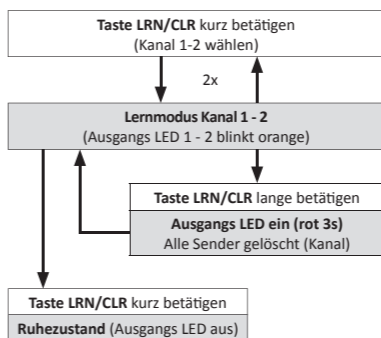 Taste LRN/CLR kurz betätigen
(Kanal 1-2 wählen)
2x
Lernmodus Kanal 1 - 2
(Ausgangs LED 1 - 2 blinkt orange)
Taste LRN/CLR lange betätigen
Ausgangs LED ein (rot 3s)
Alle Sender gelöscht (Kanal)
Taste LRN/CLR kurz betätigen
Ruhezustand (Ausgangs LED aus)